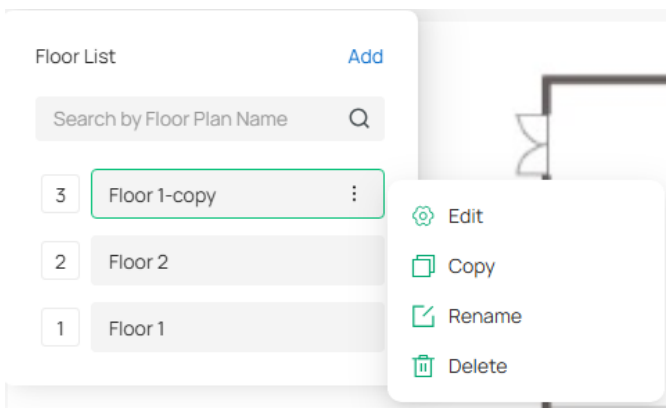 Floor List
Add
Search by Floor Plan Name
3
Floor 1-copy
2
Floor 2
1
Floor 1
Edit
Copy
Rename
Delete